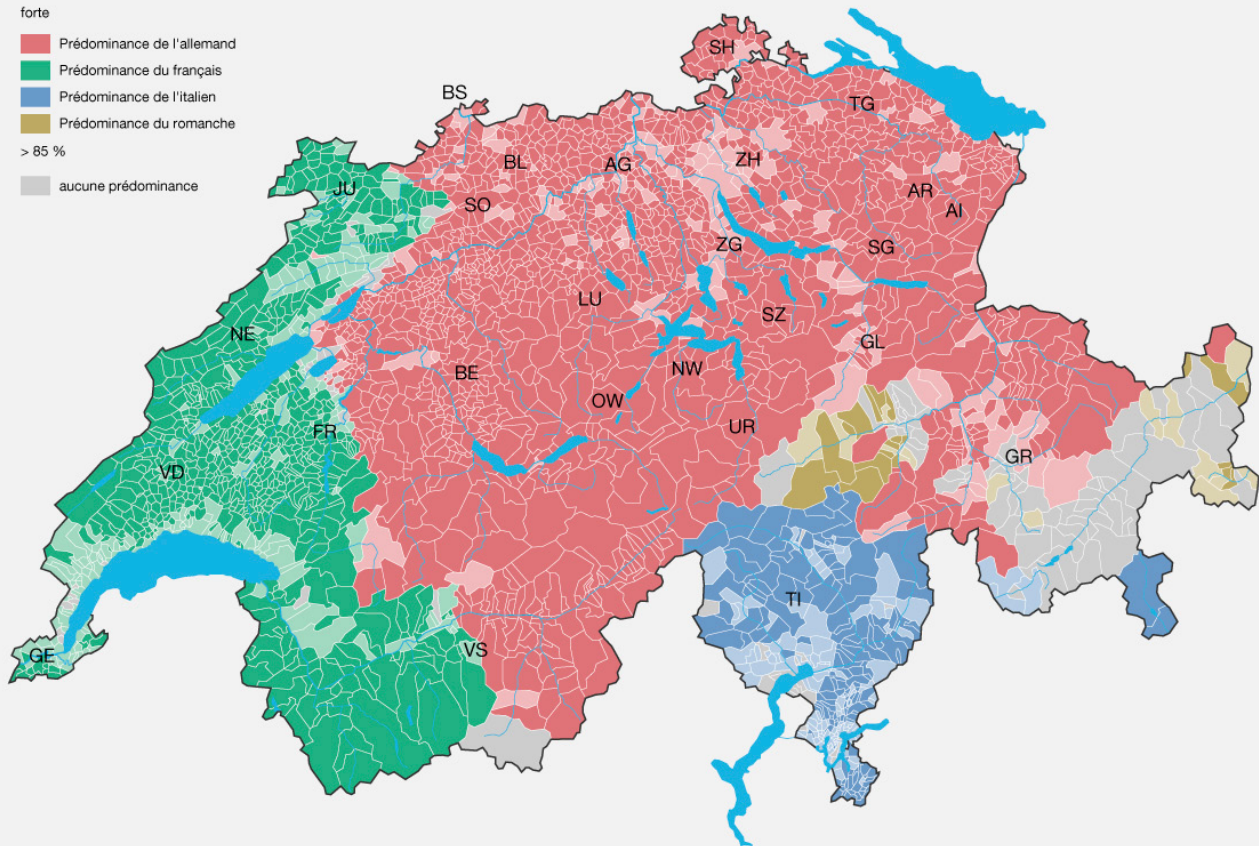 forte
Prédominance de l'allemand
Prédominance du français
Prédominance de l'italien
Prédominance du romanche
> 85 %
aucune prédominance
SH
BS
TG
BL
AG
ZH
JU
AR
SO
AI
ZG
SG
LU
SZ
NE
GL
NW
BE
OW
UR
FR
GR
VD
TI
VS
GE